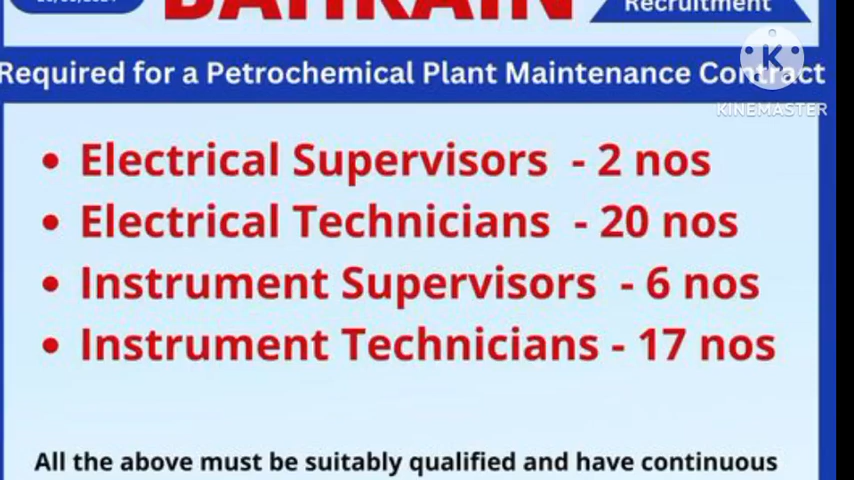 BAHRAIN
Recruitment
Required for a Petrochemical Plant Maintenance Contract
KINEMASTER
• Electrical Supervisors - 2 nos
• Electrical Technicians - 20 nos
• Instrument Supervisors - 6 nos
• Instrument Technicians - 17 nos
All the above must be suitably qualified and have continuous